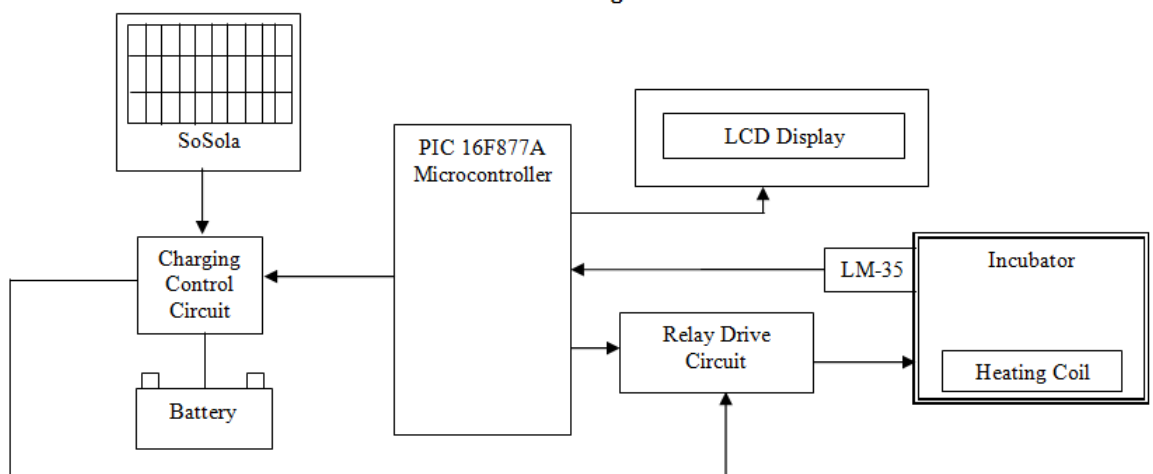 SoSola
PIC 16F877A
Microcontroller
LCD Display
Charging
Control
Circuit
LM-35
Incubator
Relay Drive
Circuit
Heating Coil
Battery